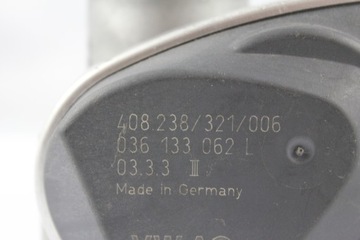 408.238/321/006
036 133 062 L
03.3.3 III
Made in Germany